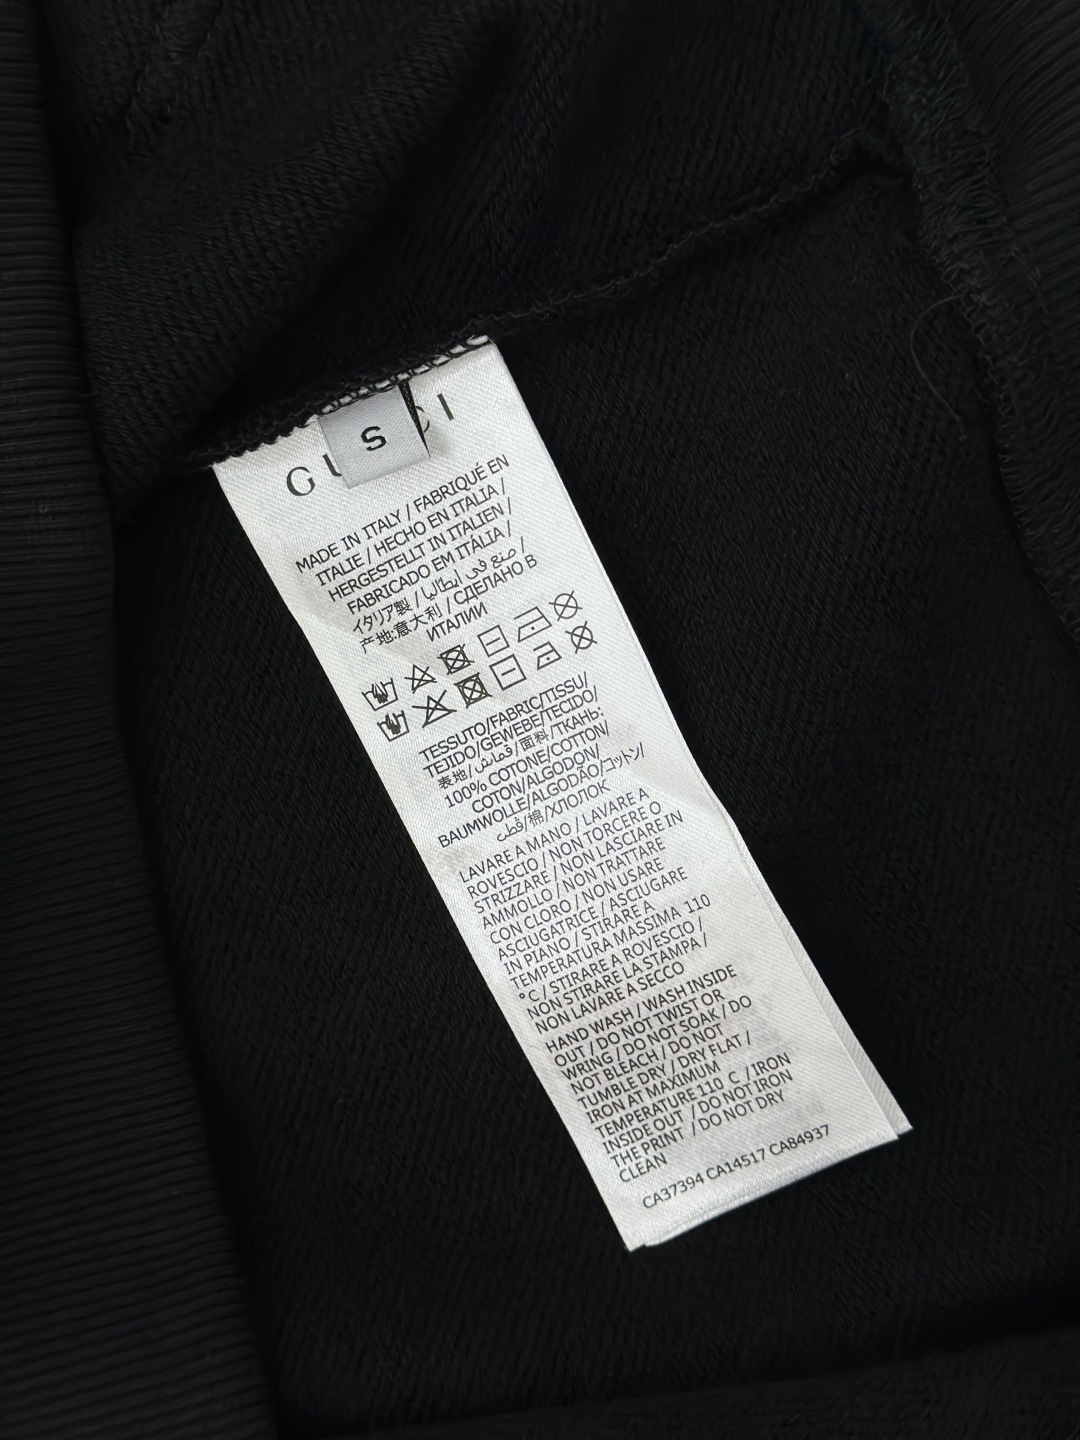 GUCCI
S
MADE IN ITALY / FABRIQUÉ EN
ITALIE / HECHO EN ITALIA /
HERGESTELLT IN ITALIEN /
FABRICADO EM ITÁLIA /
イタリア製 / صنع في ايطاليا /
产地:意大利 / СДЕЛАНО В
ИТАЛИИ
TESSUTO/FABRIC/TISSU/
TEJIDO/GEWEBE/TECIDO/
表地/قماش/面料/ТКАНЬ:
100% COTONE/COTTON/
COTON/ALGODON/
BAUMWOLLE/ALGODÃO/コットン/
قطن/棉/ХЛОПОК
LAVARE A MANO / LAVARE A
ROVESCIO / NON TORCERE O
STRIZZARE / NON LASCIARE IN
AMMOLLO / NON TRATTARE
CON CLORO / NON USARE
ASCIUGATRICE / ASCIUGARE
IN PIANO / STIRARE A
TEMPERATURA MASSIMA 110
°C / STIRARE A ROVESCIO /
NON STIRARE LA STAMPA /
NON LAVARE A SECCO
HAND WASH / WASH INSIDE
OUT / DO NOT TWIST OR
WRING / DO NOT SOAK / DO
NOT BLEACH / DO NOT
TUMBLE DRY / DRY FLAT /
IRON AT MAXIMUM
TEMPERATURE 110 C / IRON
INSIDE OUT / DO NOT IRON
THE PRINT / DO NOT DRY
CLEAN
CA37394 CA14517 CA84937